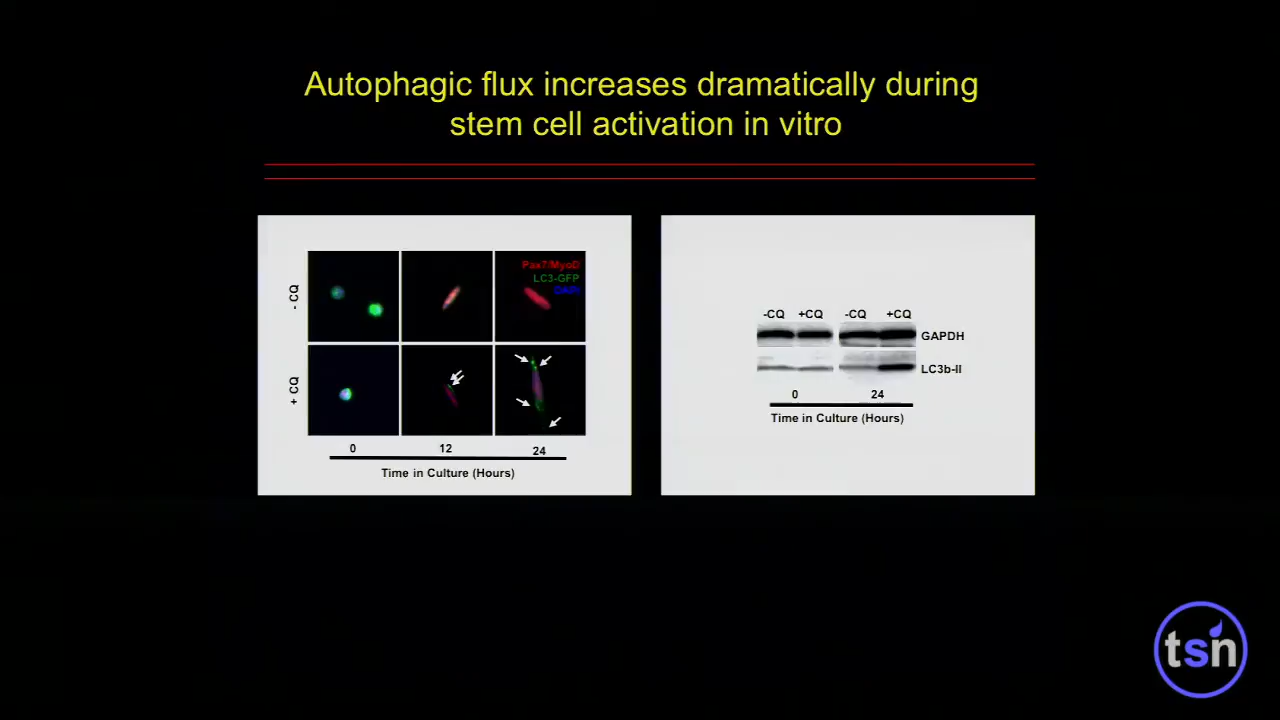 Autophagic flux increases dramatically during
stem cell activation in vitro
Pax7/MyoD
LC3-GFP
DAPI
- CQ
+ CQ
0 12 24
Time in Culture (Hours)
-CQ +CQ -CQ +CQ
GAPDH
LC3b-II
0 24
Time in Culture (Hours)
tsn